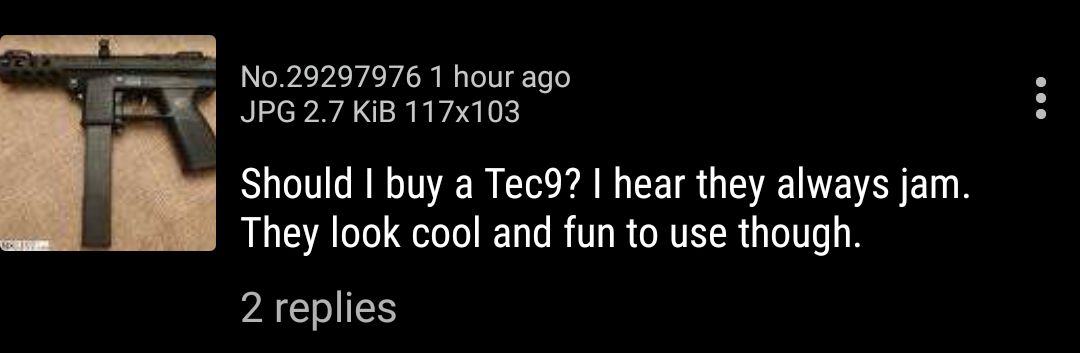 No.29297976 1 hour ago
JPG 2.7 KiB 117x103
Should I buy a Tec9? I hear they always jam.
They look cool and fun to use though.
2 replies